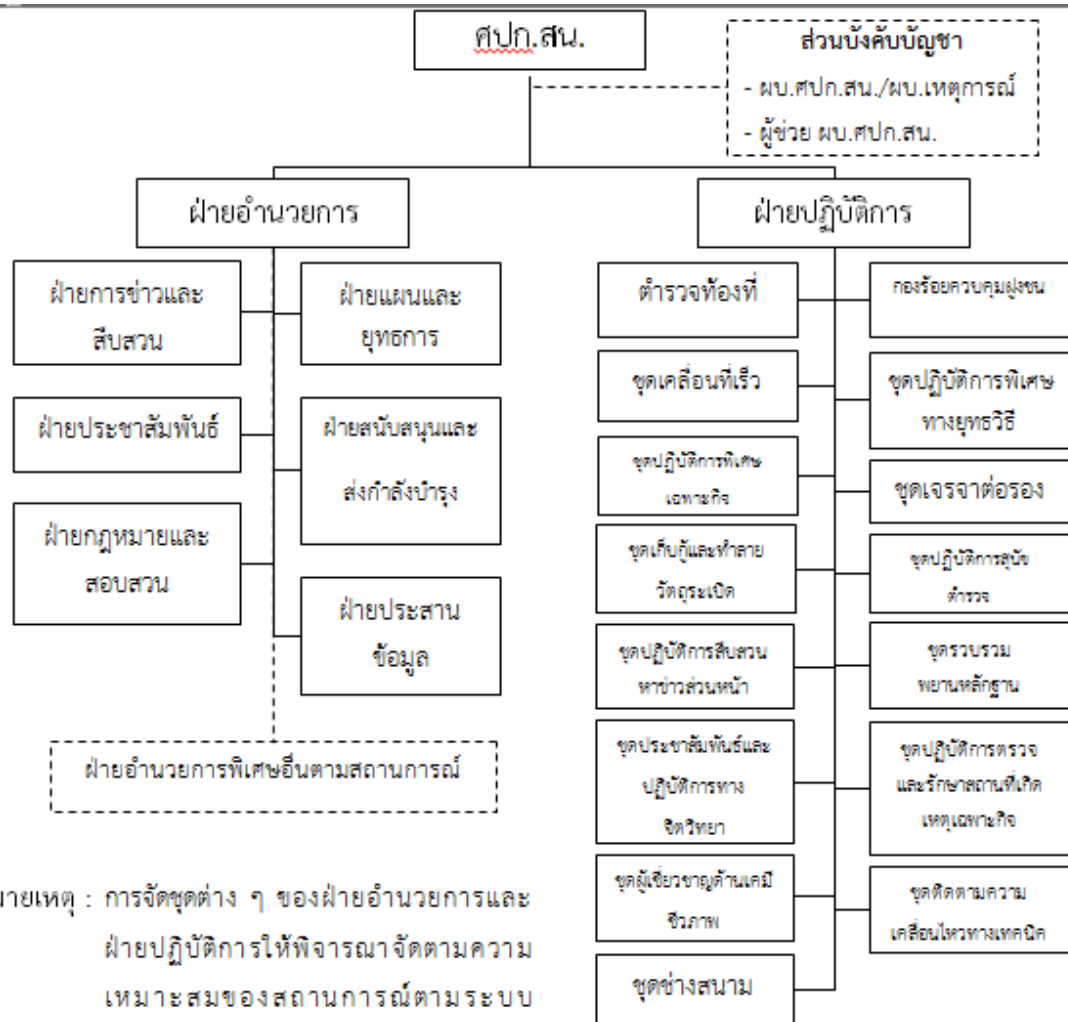 ศปก.สน.
ส่วนบังคับบัญชา
- ผบ.ศปก.สน./ผบ.เหตุการณ์
- ผู้ช่วย ผบ.ศปก.สน.
ฝ่ายอำนวยการ
ฝ่ายการข่าวและ
สืบสวน
ฝ่ายแผนและ
ยุทธการ
ฝ่ายประชาสัมพันธ์
ฝ่ายสนับสนุนและ
ส่งกำลังบำรุง
ฝ่ายกฎหมายและ
สอบสวน
ฝ่ายประสาน
ข้อมูล
ฝ่ายอำนวยการพิเศษอื่นตามสถานการณ์
ฝ่ายปฏิบัติการ
ตำรวจท้องที่
กองร้อยควบคุมฝูงชน
ชุดเคลื่อนที่เร็ว
ชุดปฏิบัติการพิเศษ
ทางยุทธวิธี
ชุดปฏิบัติการพิเศษ
เฉพาะกิจ
ชุดเจรจาต่อรอง
ชุดเก็บกู้และทำลาย
วัตถุระเบิด
ชุดปฏิบัติการสุนัข
ตำรวจ
ชุดปฏิบัติการสืบสวน
หาข่าวส่วนหน้า
ชุดรวบรวม
พยานหลักฐาน
ชุดประชาสัมพันธ์และ
ปฏิบัติการทาง
จิตวิทยา
ชุดปฏิบัติการตรวจ
และรักษาสถานที่เกิด
เหตุเฉพาะกิจ
ชุดผู้เชี่ยวชาญด้านเคมี
ชีวภาพ
ชุดติดตามความ
เคลื่อนไหวทางเทคนิค
ชุดช่างสนาม
มายเหตุ : การจัดชุดต่าง ๆ ของฝ่ายอำนวยการและ
ฝ่ายปฏิบัติการให้พิจารณาจัดตามความ
เหมาะสมของสถานการณ์ตามระบบ